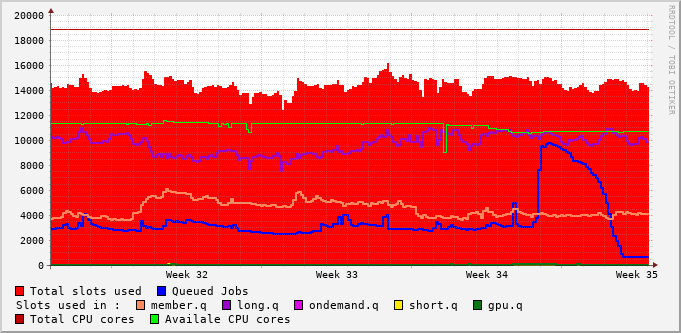 20000
18000
16000
14000
12000
10000
8000
6000
4000
2000
0
Week 32 Week 33 Week 34 Week 35
RRDTOOL / TOBI OETIKER
Total slots used Queued Jobs
Slots used in : member.q long.q ondemand.q short.q gpu.q
Total CPU cores Availale CPU cores